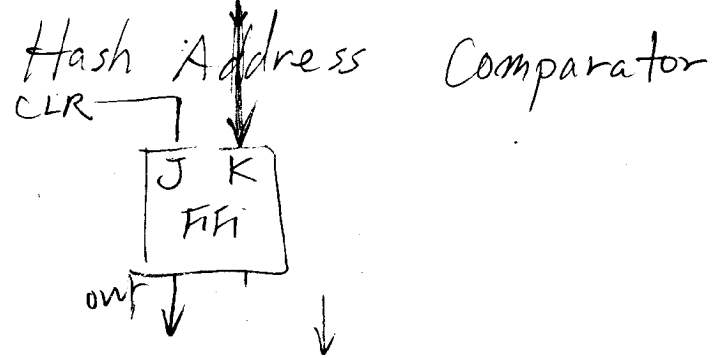 Hash Address Comparator
CLR
J K
FiFi
out